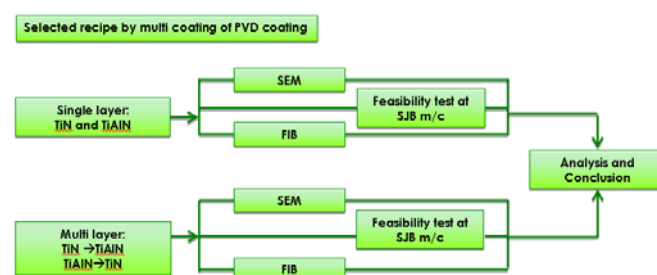 Selected recipe by multi coating of PVD coating
SEM
Single layer:
TiN and TiAlN
Feasibility test at
SJB m/c
FIB
Analysis and
Conclusion
SEM
Multi layer:
TiN →TiAlN
TiAlN→TiN
Feasibility test at
SJB m/c
FIB